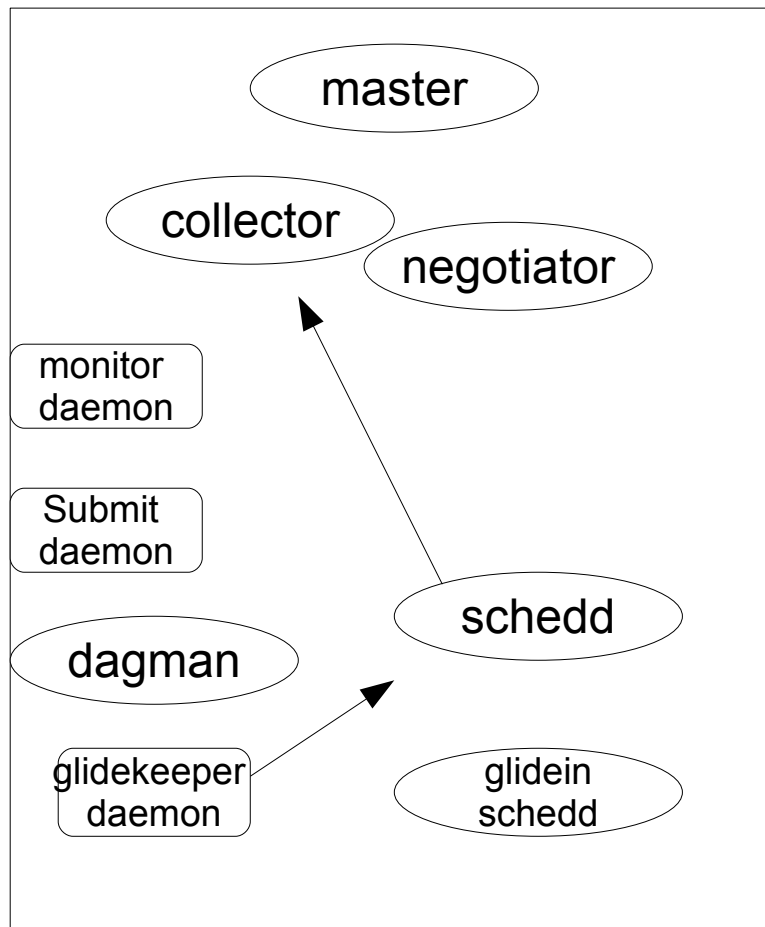 master
collector
negotiator
monitor
daemon
Submit
daemon
schedd
dagman
glidekeeper
daemon
glidein
schedd